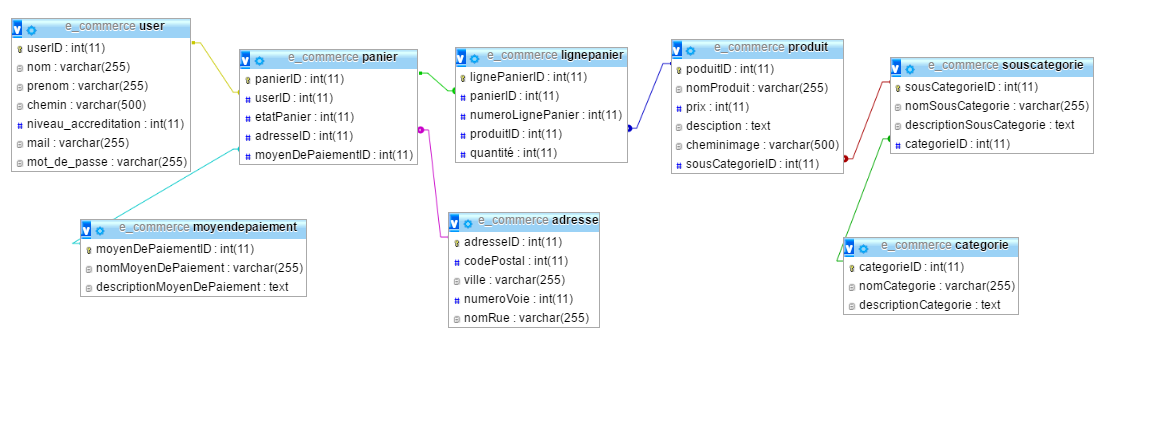 e_commerce user
userID : int(11)
nom : varchar(255)
prenom : varchar(255)
chemin : varchar(500)
niveau_accreditation : int(11)
mail : varchar(255)
mot_de_passe : varchar(255)
e_commerce panier
panierID : int(11)
userID : int(11)
etatPanier : int(11)
adresseID : int(11)
moyenDePaiementID : int(11)
e_commerce lignepanier
lignePanierID : int(11)
panierID : int(11)
numeroLignePanier : int(11)
produitID : int(11)
quantité : int(11)
e_commerce produit
poduitID : int(11)
nomProduit : varchar(255)
prix : int(11)
desciption : text
cheminimage : varchar(500)
sousCategorieID : int(11)
e_commerce souscategorie
sousCategorieID : int(11)
nomSousCategorie : varchar(255)
descriptionSousCategorie : text
categorieID : int(11)
e_commerce moyendepaiement
moyenDePaiementID : int(11)
nomMoyenDePaiement : varchar(255)
descriptionMoyenDePaiement : text
e_commerce adresse
adresseID : int(11)
codePostal : int(11)
ville : varchar(255)
numeroVoie : int(11)
nomRue : varchar(255)
e_commerce categorie
categorieID : int(11)
nomCategorie : varchar(255)
descriptionCategorie : text